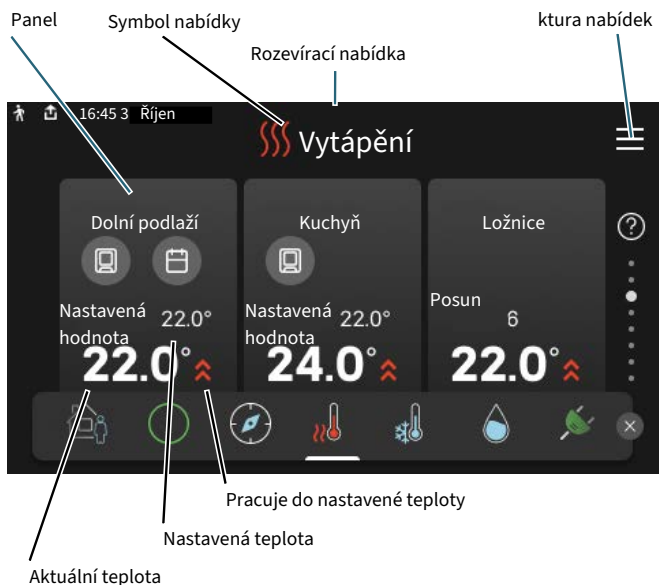 Panel
Symbol nabídky
ktura nabídek
Rozevírací nabídka
16:45 3 Říjen
Vytápění
Dolní podlaží
Kuchyň
Ložnice
?
Nastavená hodnota 22.0°
Nastavená hodnota 22.0°
Posun 6
22.0°
24.0°
22.0°
Pracuje do nastavené teploty
Nastavená teplota
Aktuální teplota